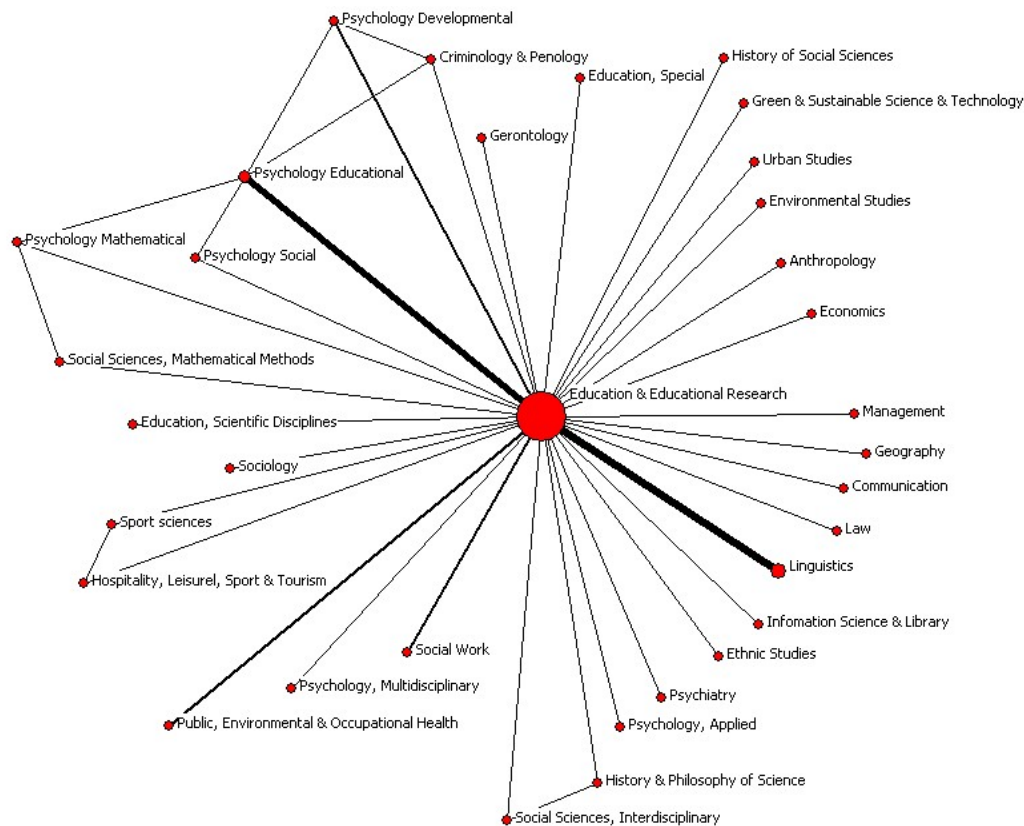 Psychology Developmental
Criminology & Penology
History of Social Sciences
Education, Special
Green & Sustainable Science & Technology
Gerontology
Urban Studies
Psychology Educational
Environmental Studies
Psychology Mathematical
Psychology Social
Anthropology
Economics
Social Sciences, Mathematical Methods
Education & Educational Research
Management
Education, Scientific Disciplines
Geography
Sociology
Communication
Sport sciences
Law
Linguistics
Hospitality, Leisurel, Sport & Tourism
Infomation Science & Library
Social Work
Ethnic Studies
Psychology, Multidisciplinary
Psychiatry
Public, Environmental & Occupational Health
Psychology, Applied
History & Philosophy of Science
Social Sciences, Interdisciplinary